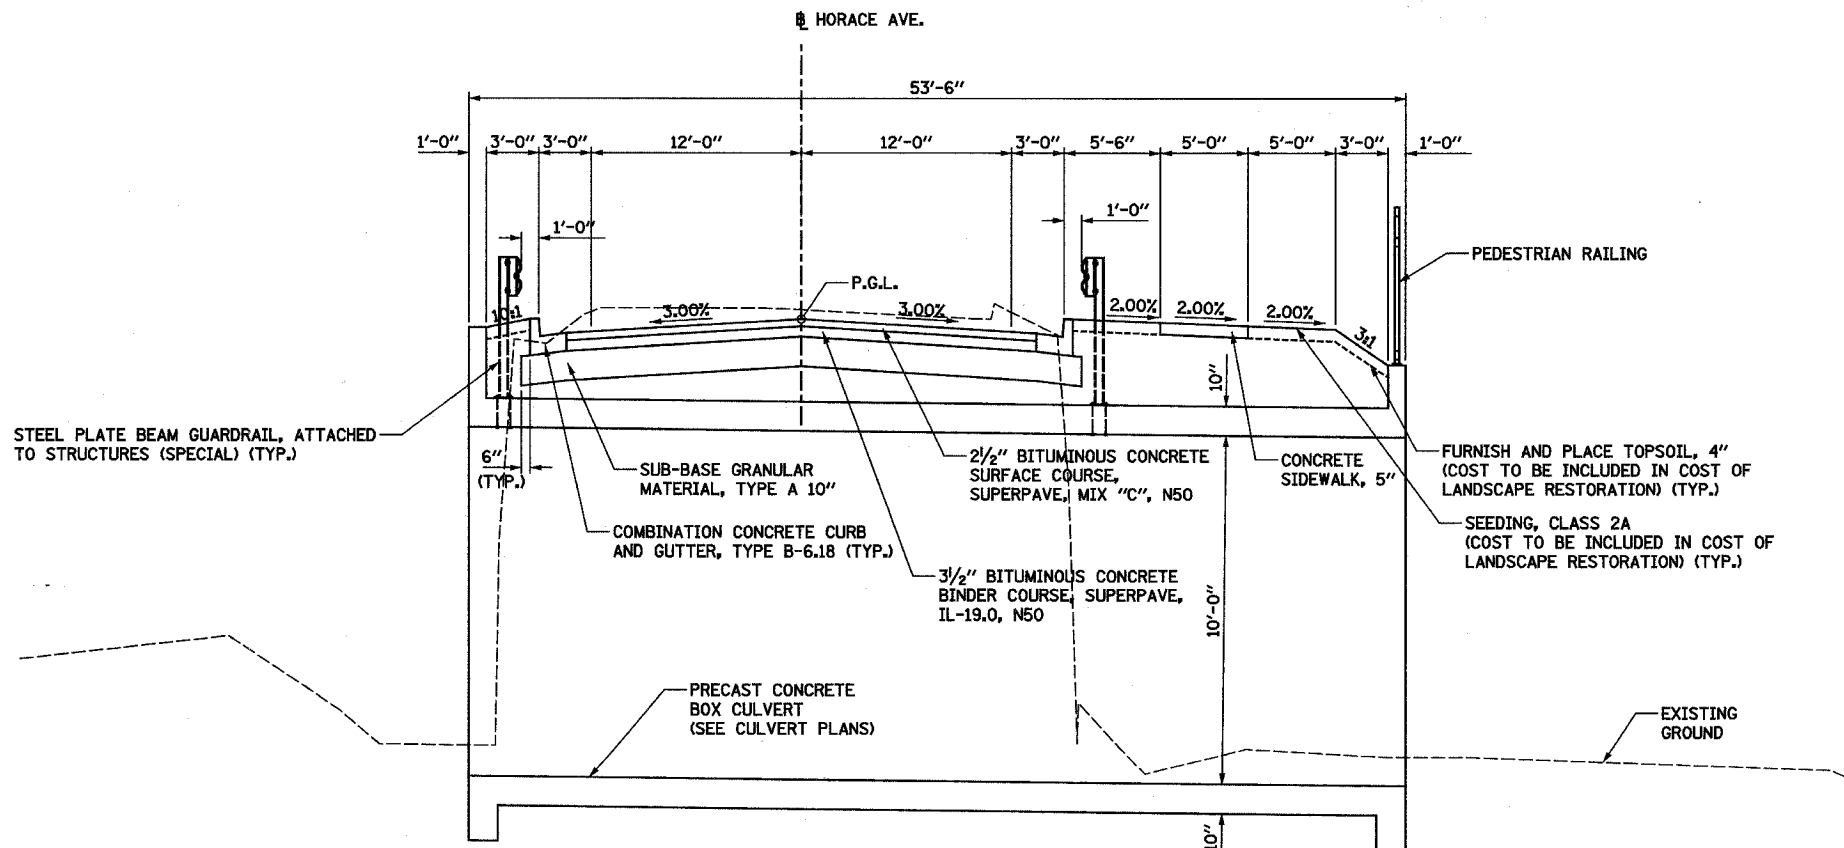 ℄ HORACE AVE.
53'-6"
1'-0" 3'-0" 3'-0" 12'-0" 12'-0" 3'-0" 5'-6" 5'-0" 5'-0" 3'-0" 1'-0"
1'-0"
1'-0"
PEDESTRIAN RAILING
P.G.L.
10:1
3.00%
3.00%
2.00%
2.00%
2.00%
3:1
10"
STEEL PLATE BEAM GUARDRAIL, ATTACHED
TO STRUCTURES (SPECIAL) (TYP.)
6"
(TYP.)
SUB-BASE GRANULAR
MATERIAL, TYPE A 10"
2½" BITUMINOUS CONCRETE
SURFACE COURSE,
SUPERPAVE, MIX "C", N50
CONCRETE
SIDEWALK, 5"
FURNISH AND PLACE TOPSOIL, 4"
(COST TO BE INCLUDED IN COST OF
LANDSCAPE RESTORATION) (TYP.)
COMBINATION CONCRETE CURB
AND GUTTER, TYPE B-6.18 (TYP.)
SEEDING, CLASS 2A
(COST TO BE INCLUDED IN COST OF
LANDSCAPE RESTORATION) (TYP.)
3½" BITUMINOUS CONCRETE
BINDER COURSE, SUPERPAVE,
IL-19.0, N50
10'-0"
PRECAST CONCRETE
BOX CULVERT
(SEE CULVERT PLANS)
EXISTING
GROUND
10"